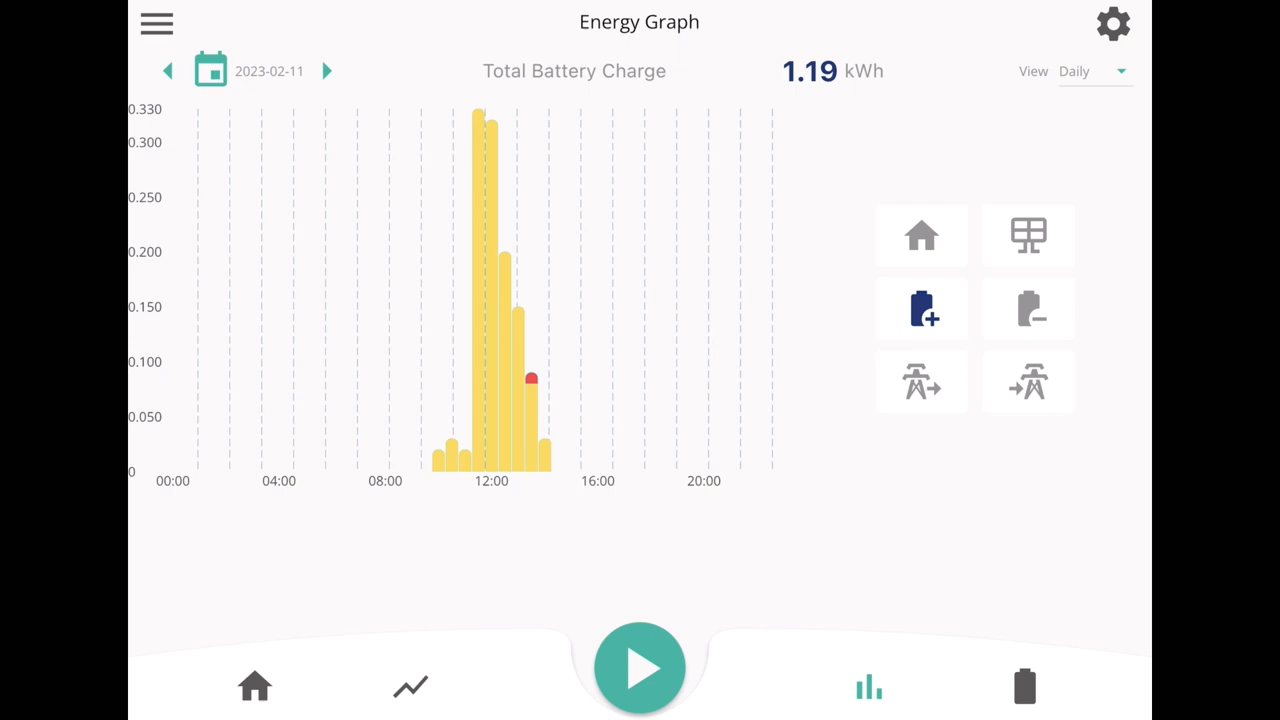 Energy Graph
2023-02-11
Total Battery Charge
1.19 kWh
View Daily
0.330
0.300
0.250
0.200
0.150
0.100
0.050
0
00:00 04:00 08:00 12:00 16:00 20:00